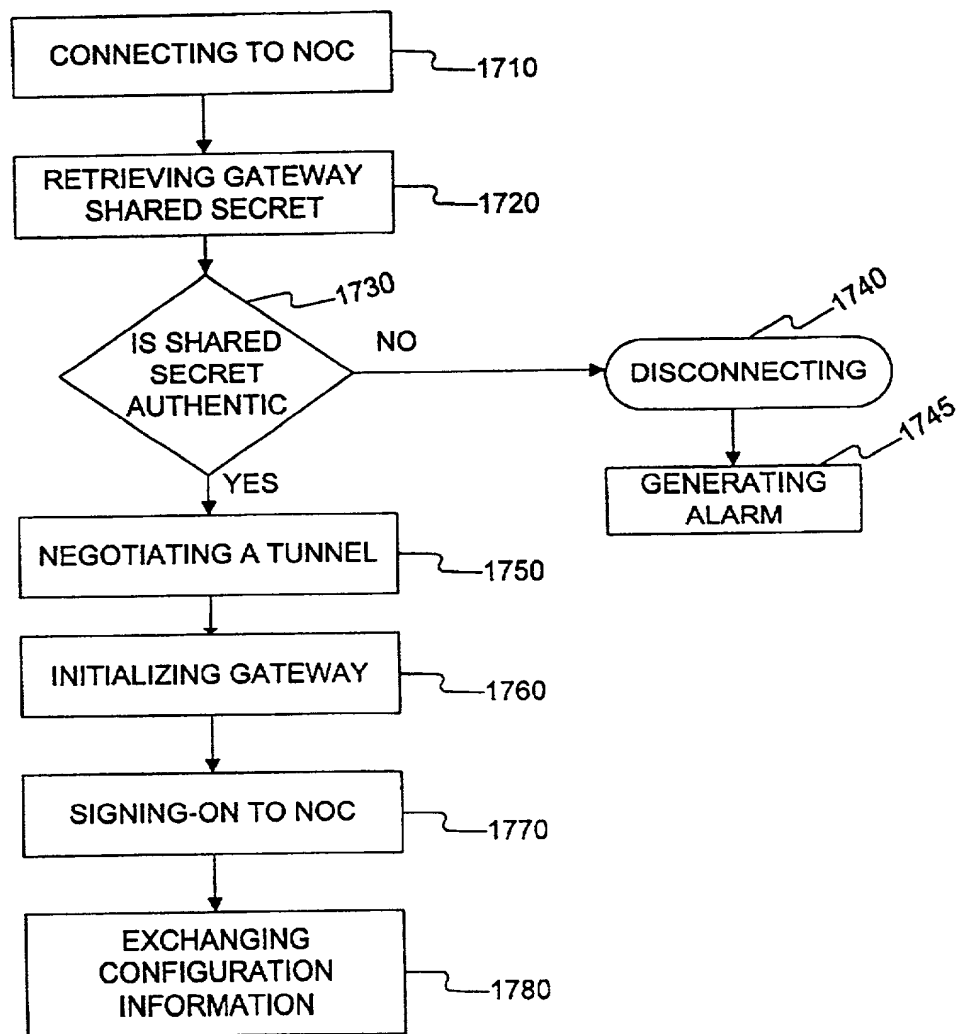 CONNECTING TO NOC
1710
RETRIEVING GATEWAY
SHARED SECRET
1720
1730
IS SHARED
SECRET
AUTHENTIC
NO
1740
DISCONNECTING
1745
GENERATING
ALARM
YES
NEGOTIATING A TUNNEL
1750
INITIALIZING GATEWAY
1760
SIGNING-ON TO NOC
1770
EXCHANGING
CONFIGURATION
INFORMATION
1780